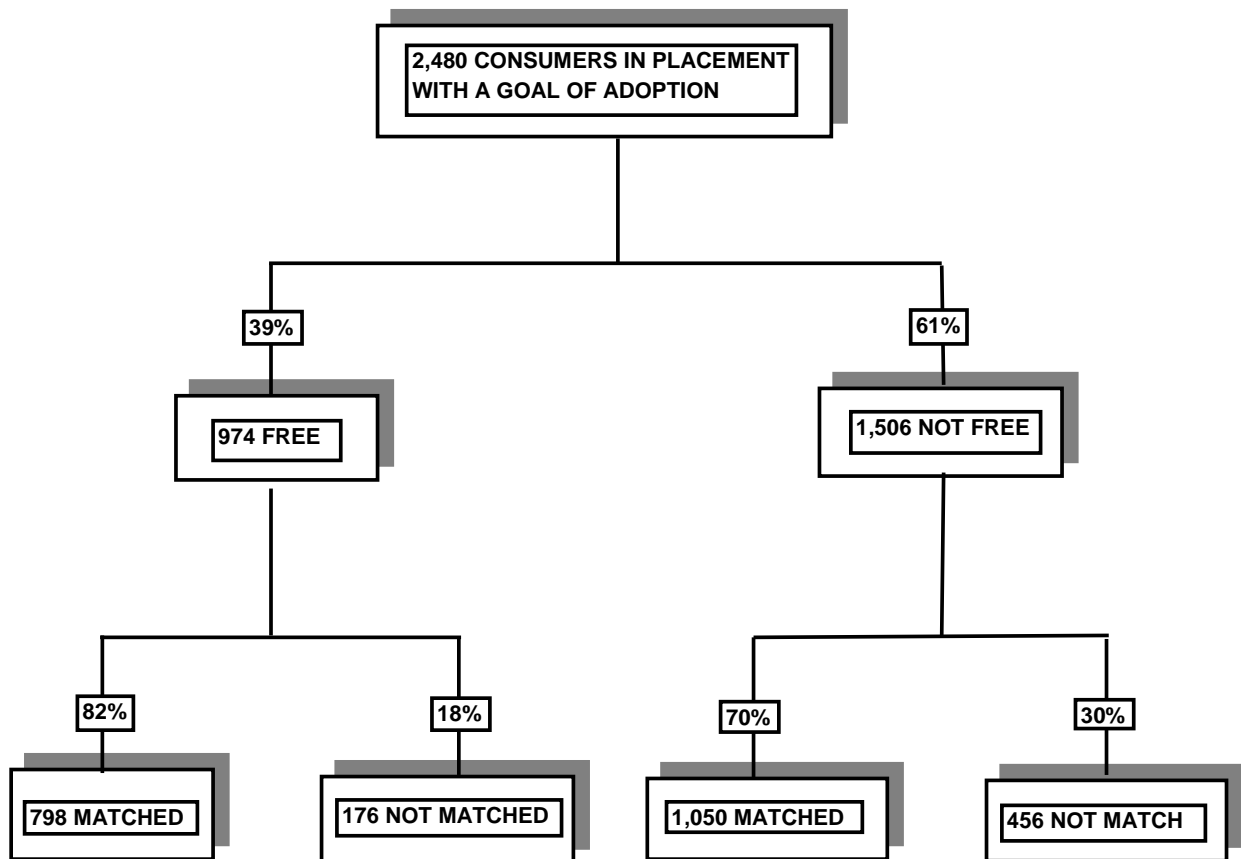 2,480 CONSUMERS IN PLACEMENT
WITH A GOAL OF ADOPTION
39%
61%
974 FREE
1,506 NOT FREE
82%
18%
70%
30%
798 MATCHED
176 NOT MATCHED
1,050 MATCHED
456 NOT MATCH